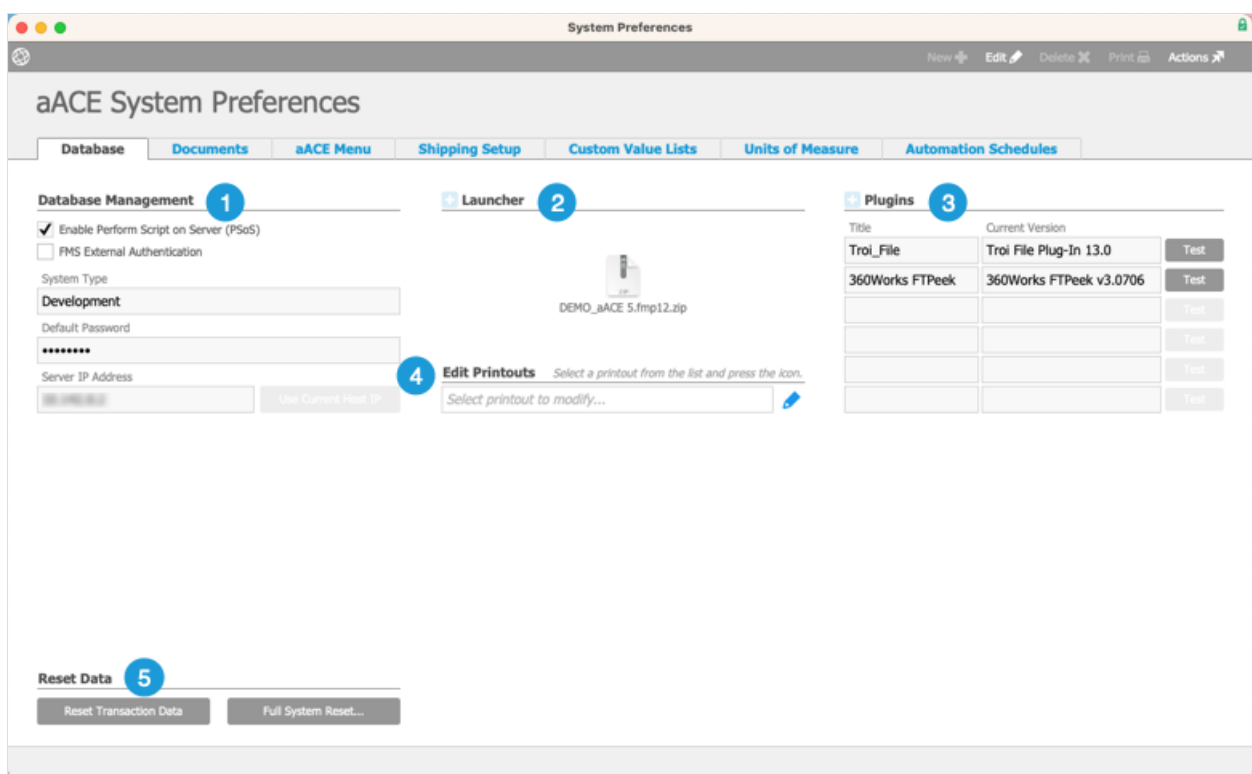 System Preferences
New Edit Delete Print Actions
aACE System Preferences
Database Documents aACE Menu Shipping Setup Custom Value Lists Units of Measure Automation Schedules
Database Management 1
Enable Perform Script on Server (PSoS)
FMS External Authentication
System Type
Development
Default Password
••••••••
Server IP Address
Use Current Host IP
Launcher 2
ZIP
DEMO_aACE 5.fmp12.zip
4 Edit Printouts Select a printout from the list and press the icon.
Select printout to modify...
Plugins 3
Title Current Version
Troi_File Troi File Plug-In 13.0 Test
360Works FTPeek 360Works FTPeek v3.0706 Test
Test
Test
Test
Test
Reset Data 5
Reset Transaction Data Full System Reset...